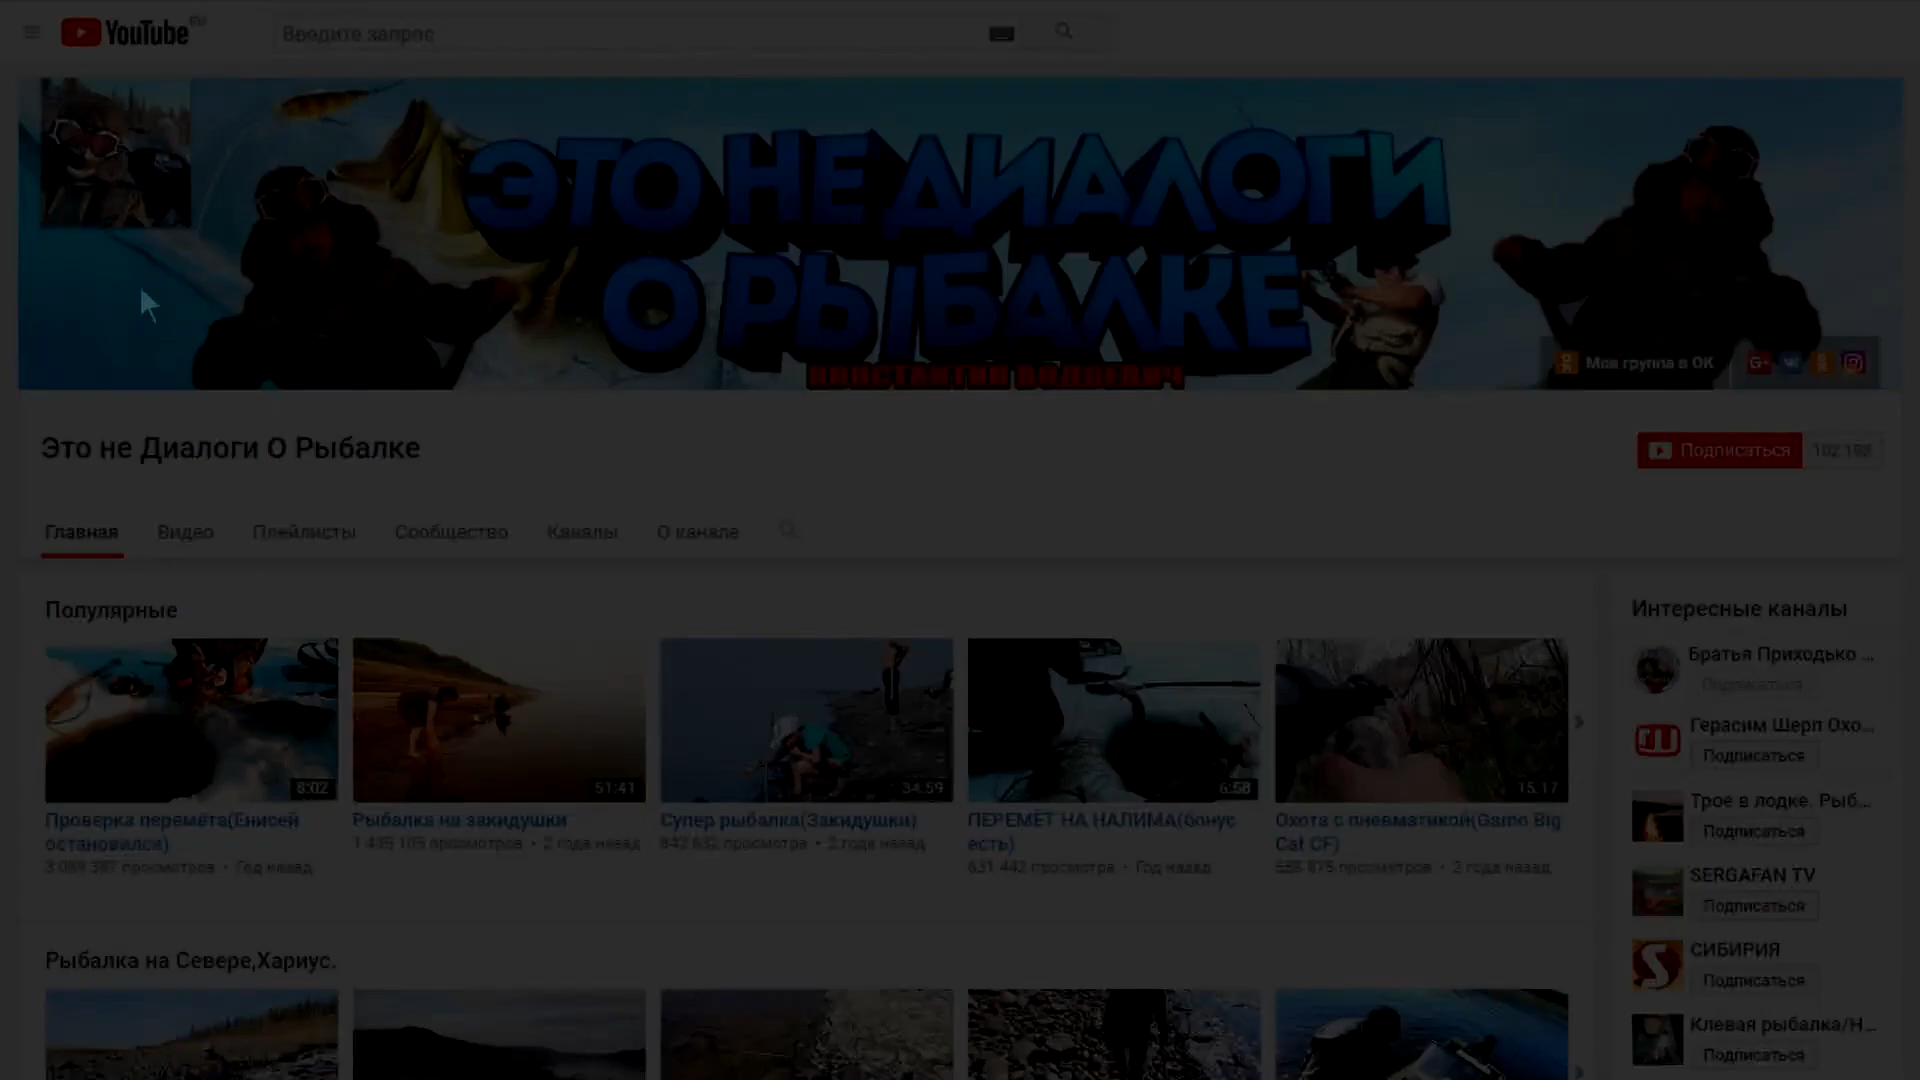 YouTube RU
Введите запрос
ЭТО НЕ ДИАЛОГИ
О РЫБАЛКЕ
Моя группа в ОК
Это не Диалоги О Рыбалке
Подписаться 102 198
Главная Видео Плейлисты Сообщество Каналы О канале
Популярные
8:02 51:41 34:59 6:58 15:17
Проверка перемёта(Енисей остановился)
3 089 387 просмотров • Год назад
Рыбалка на закидушки
1 435 105 просмотров • 2 года назад
Супер рыбалка(Закидушки)
842 632 просмотра • 2 года назад
ПЕРЕМЁТ НА НАЛИМА(бонус есть)
631 442 просмотра • Год назад
Охота с пневматикой(Gamo Big Cat CF)
558 875 просмотров • 2 года назад
Рыбалка на Севере,Хариус.
Интересные каналы
Братья Приходько ...
Подписаться
Герасим Шерп Охо...
Подписаться
Трое в лодке. Рыб...
Подписаться
SERGAFAN TV
Подписаться
СИБИРИЯ
Подписаться
Клевая рыбалка/Н...
Подписаться